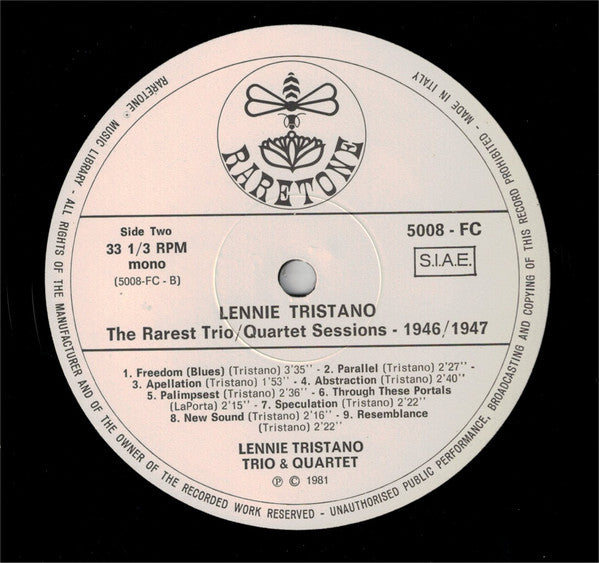 RARETONE
Side Two
33 1/3 RPM
mono
(5008-FC - B)
5008 - FC
S.I.A.E.
LENNIE TRISTANO
The Rarest Trio/Quartet Sessions - 1946/1947
1. Freedom (Blues) (Tristano) 3'35'' - 2. Parallel (Tristano) 2'27'' -
3. Apellation (Tristano) 1'53'' - 4. Abstraction (Tristano) 2'40''
5. Palimpsest (Tristano) 2'36'' - 6. Through These Portals
(LaPorta) 2'15'' - 7. Speculation (Tristano) 2'22''
8. New Sound (Tristano) 2'16'' - 9. Resemblance
(Tristano) 2'22''
LENNIE TRISTANO
TRIO & QUARTET
℗ © 1981
RARETONE® MUSIC LIBRARY - ALL RIGHTS OF THE MANUFACTURER AND OF THE OWNER OF THE RECORDED WORK RESERVED - UNAUTHORISED PUBLIC PERFORMANCE, BROADCASTING AND COPYING OF THIS RECORD PROHIBITED - MADE IN ITALY